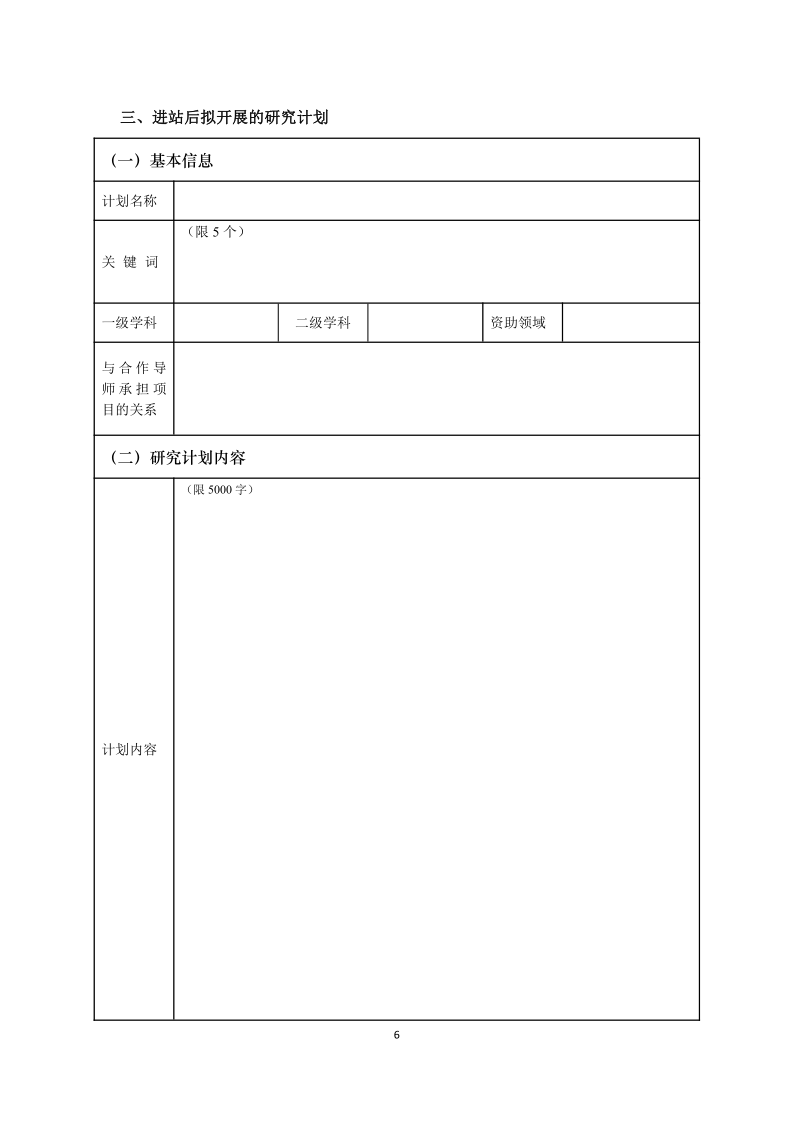 三、进站后拟开展的研究计划
（一）基本信息
计划名称
关 键 词
（限 5 个）
一级学科 二级学科 资助领域
与合作导
师承担项
目的关系
（二）研究计划内容
（限 5000 字）
计划内容
6